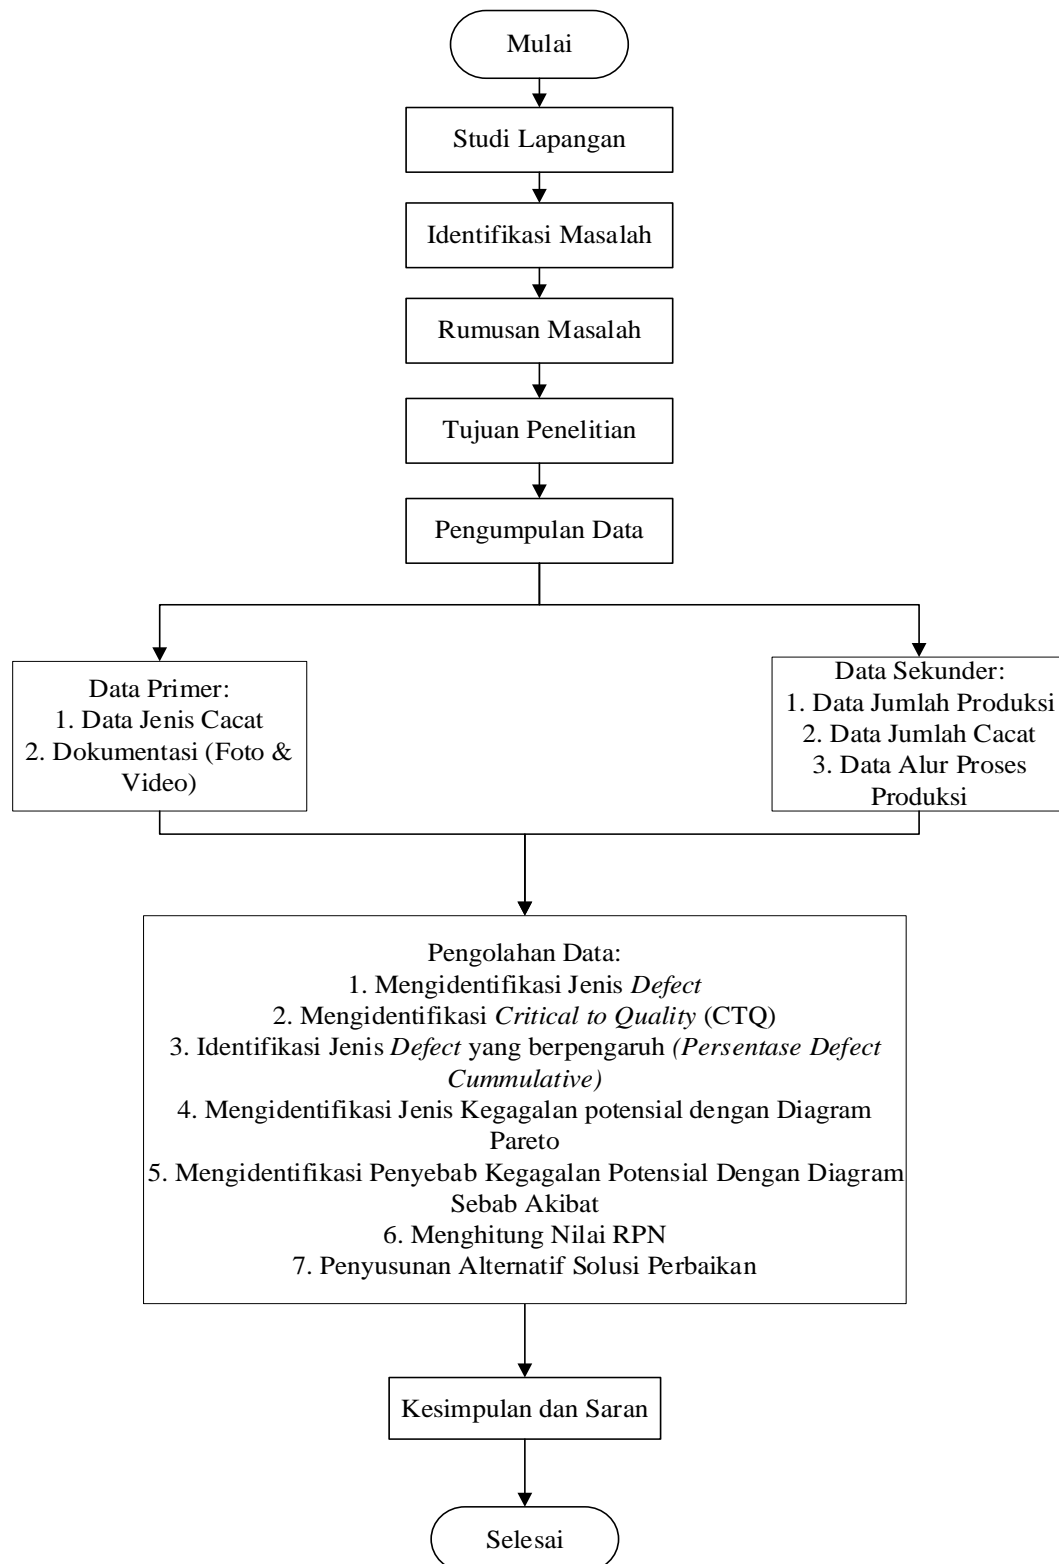 Mulai
Studi Lapangan
Identifikasi Masalah
Rumusan Masalah
Tujuan Penelitian
Pengumpulan Data
Data Primer:
1. Data Jenis Cacat
2. Dokumentasi (Foto &
Video)
Data Sekunder:
1. Data Jumlah Produksi
2. Data Jumlah Cacat
3. Data Alur Proses
Produksi
Pengolahan Data:
1. Mengidentifikasi Jenis Defect
2. Mengidentifikasi Critical to Quality (CTQ)
3. Identifikasi Jenis Defect yang berpengaruh (Persentase Defect
Cummulative)
4. Mengidentifikasi Jenis Kegagalan potensial dengan Diagram
Pareto
5. Mengidentifikasi Penyebab Kegagalan Potensial Dengan Diagram
Sebab Akibat
6. Menghitung Nilai RPN
7. Penyusunan Alternatif Solusi Perbaikan
Kesimpulan dan Saran
Selesai